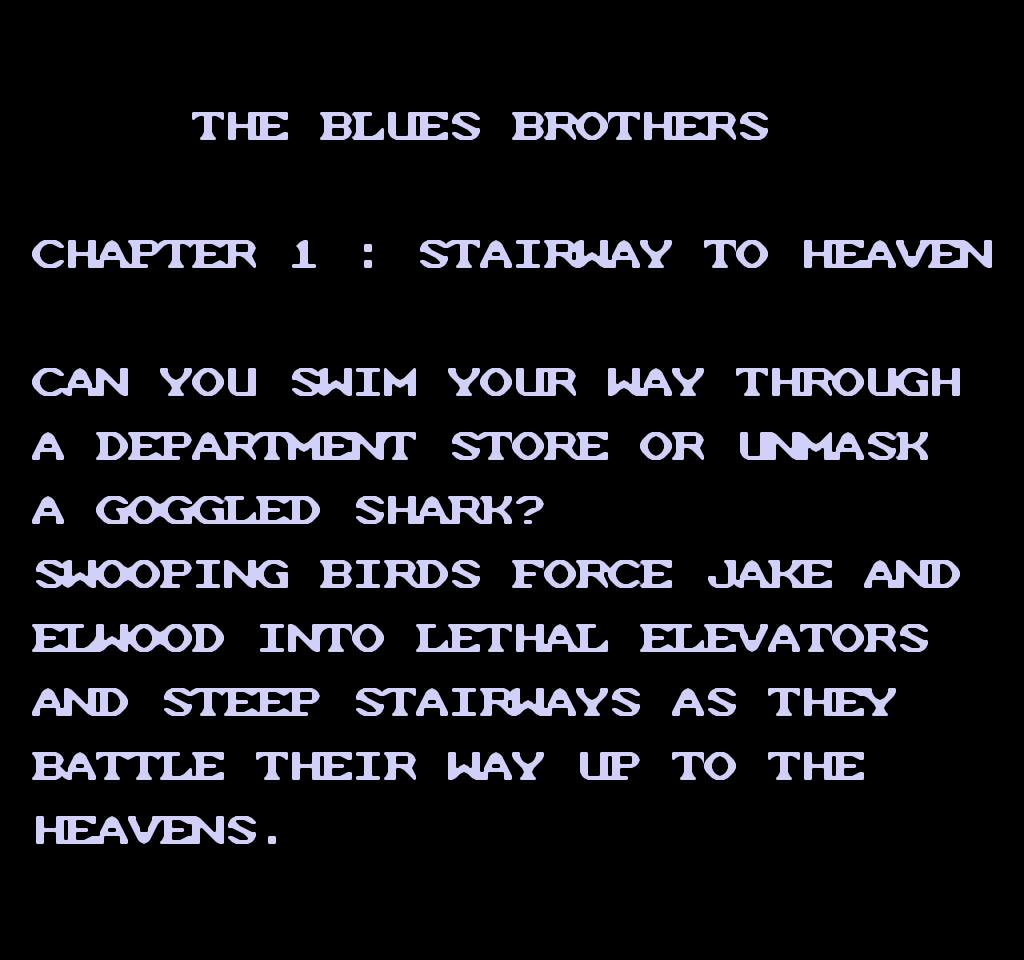 THE BLUES BROTHERS
CHAPTER 1 : STAIRWAY TO HEAVEN
CAN YOU SWIM YOUR WAY THROUGH
A DEPARTMENT STORE OR UNMASK
A GOGGLED SHARK?
SWOOPING BIRDS FORCE JAKE AND
ELWOOD INTO LETHAL ELEVATORS
AND STEEP STAIRWAYS AS THEY
BATTLE THEIR WAY UP TO THE
HEAVENS.